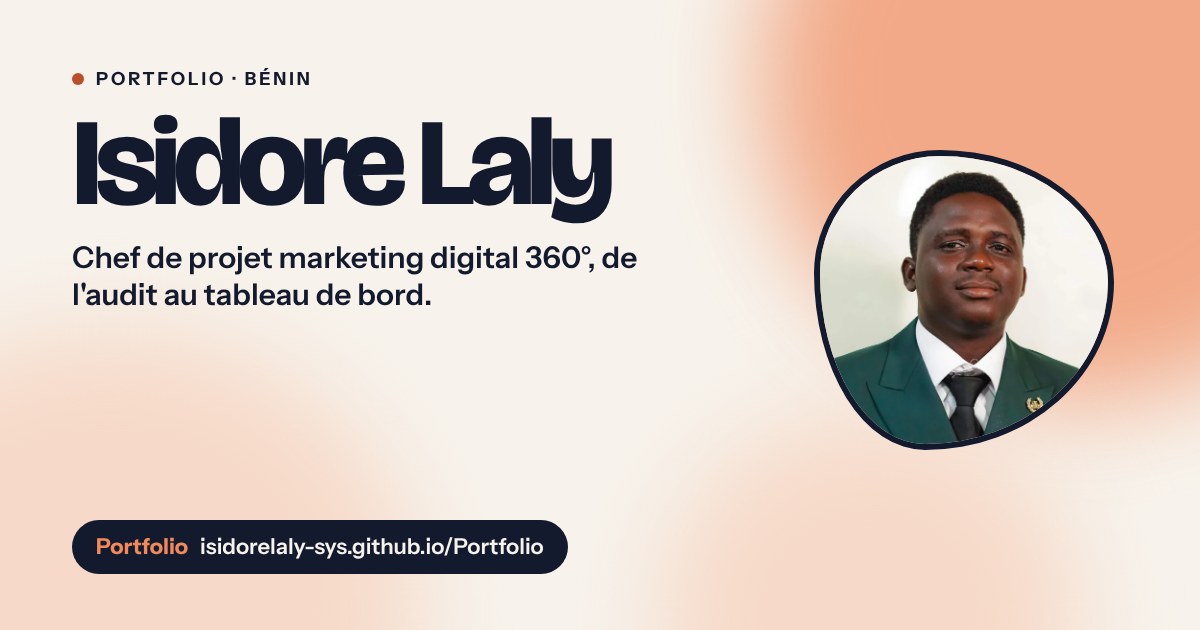 PORTFOLIO · BÉNIN
Isidore Laly
Chef de projet marketing digital 360°, de
l'audit au tableau de bord.
Portfolio isidorelaly-sys.github.io/Portfolio